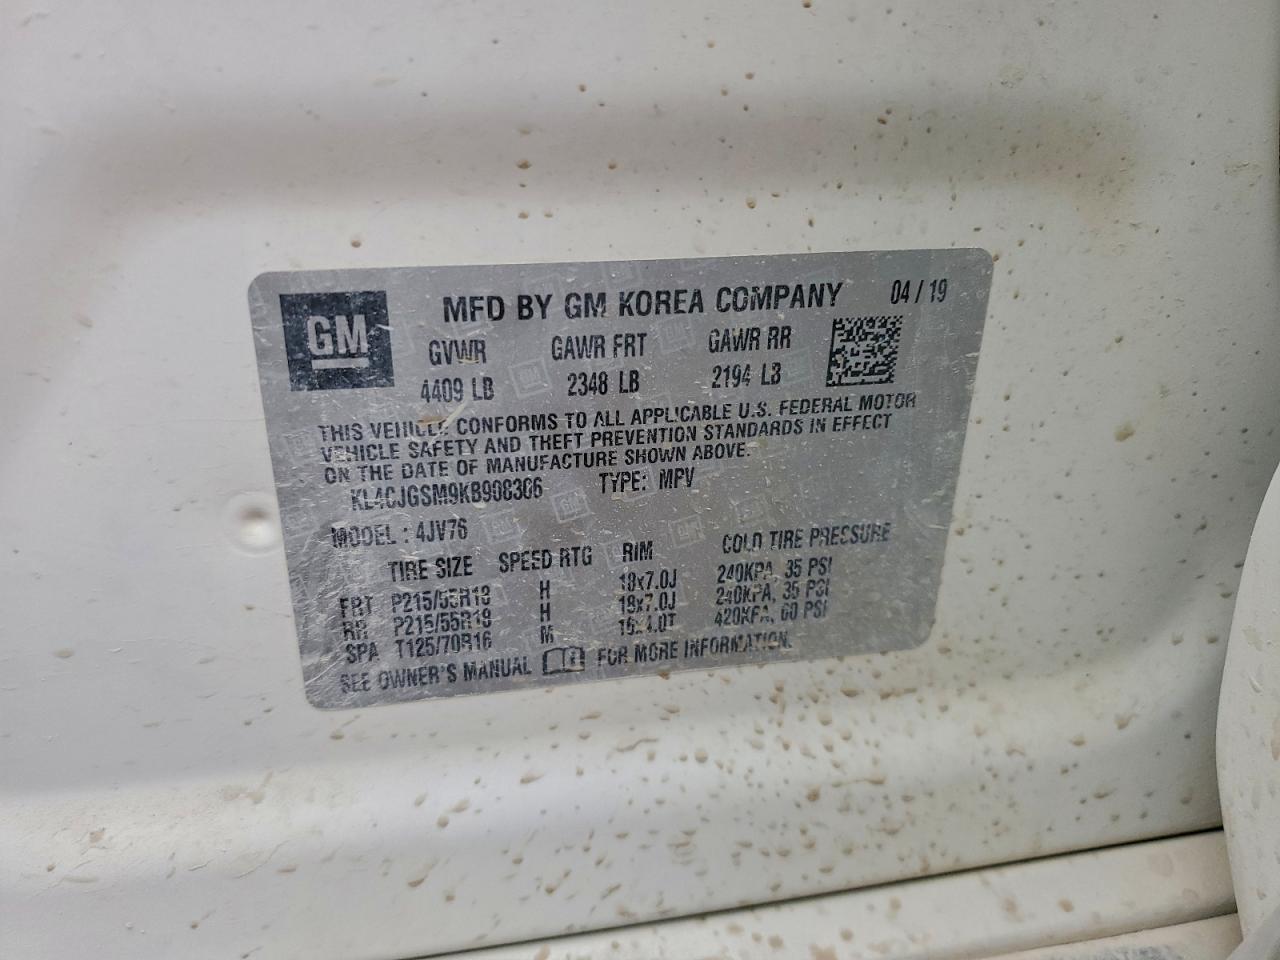 GM
MFD BY GM KOREA COMPANY 04 / 19
GVWR GAWR FRT GAWR RR
4409 LB 2348 LB 2194 LB
THIS VEHICLE CONFORMS TO ALL APPLICABLE U.S. FEDERAL MOTOR
VEHICLE SAFETY AND THEFT PREVENTION STANDARDS IN EFFECT
ON THE DATE OF MANUFACTURE SHOWN ABOVE.
TYPE: MPV
MODEL : 4JV76
TIRE SIZE SPEED RTG RIM COLD TIRE PRESSURE
FRT P215/55R18 H 18x7.0J 240KPA, 35 PSI
RR P215/55R18 H 18x7.0J 240KPA, 35 PSI
SPA T125/70R16 M 16x4.0T 420KPA, 60 PSI
SEE OWNER'S MANUAL FOR MORE INFORMATION.